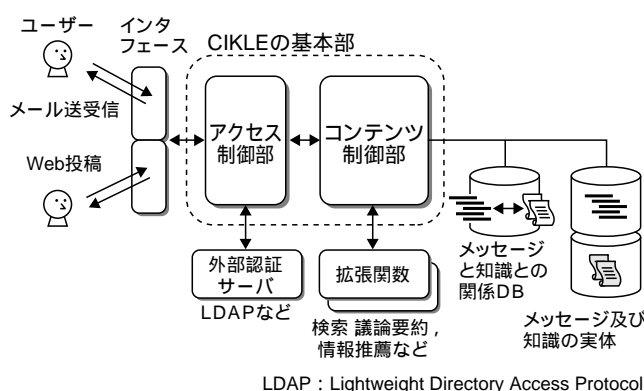 ユーザー
インタ
フェース
CIKLEの基本部
メール送受信
アクセス
制御部
コンテンツ
制御部
Web投稿
外部認証
サーバ
LDAPなど
拡張関数
検索 議論要約 ,
情報推薦など
メッセージ
と知識との
関係DB
メッセージ及び
知識の実体
LDAP：Lightweight Directory Access Protocol